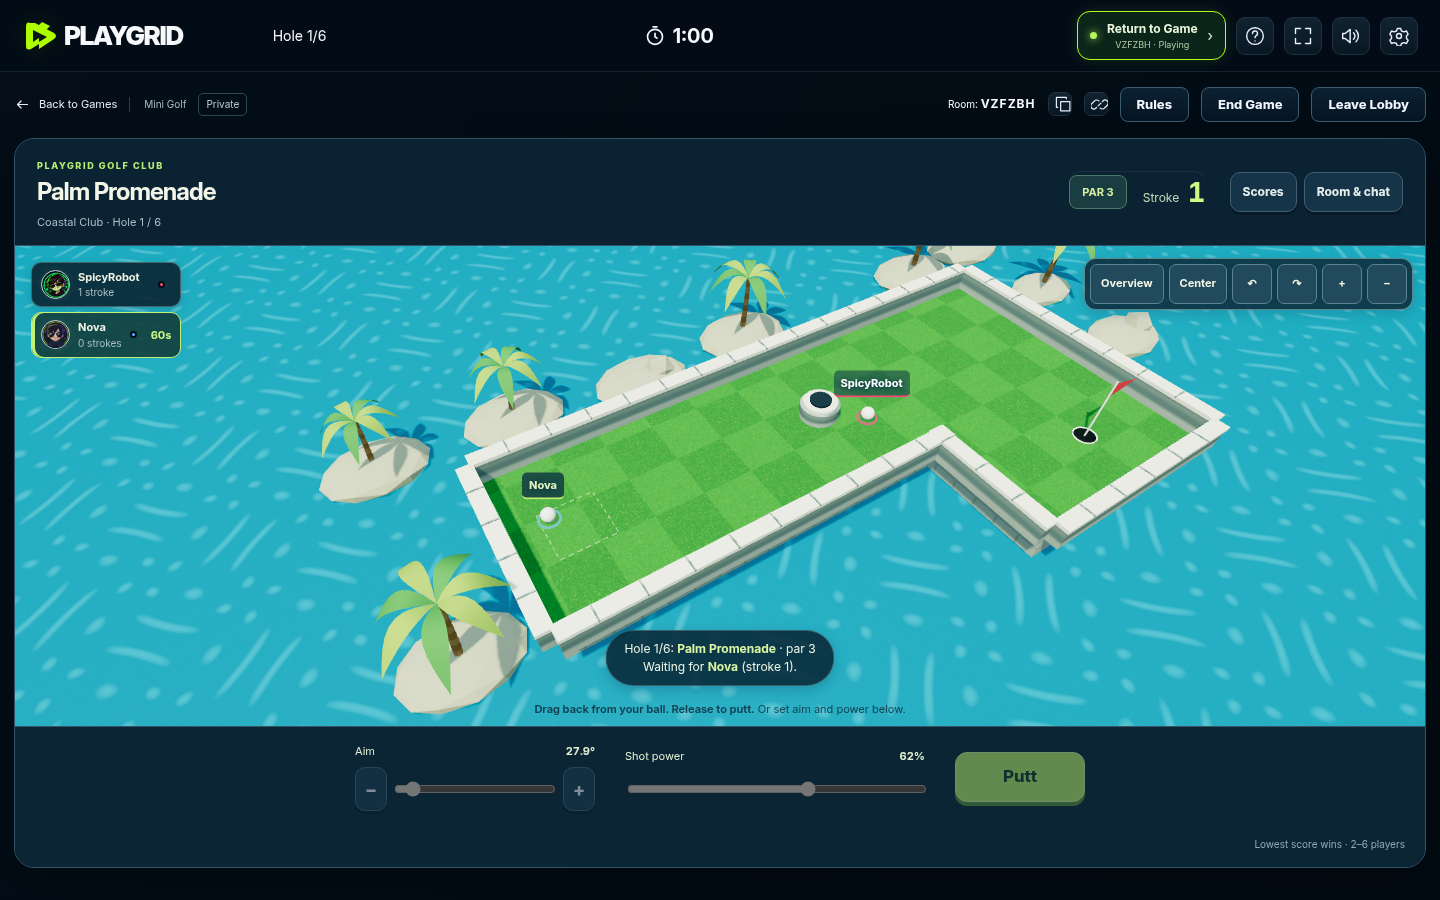 PLAYGRID
Hole 1/6
1:00
Return to Game
VZFZBH · Playing
Back to Games
Mini Golf
Private
Room: VZFZBH
Rules
End Game
Leave Lobby
PLAYGRID GOLF CLUB
Palm Promenade
Coastal Club · Hole 1 / 6
PAR 3
Stroke 1
Scores
Room & chat
SpicyRobot
1 stroke
Nova
0 strokes
60s
Overview
Center
↶
↷
+
−
SpicyRobot
Nova
Hole 1/6: Palm Promenade · par 3
Waiting for Nova (stroke 1).
Drag back from your ball. Release to putt. Or set aim and power below.
Aim
27.9°
−
+
Shot power
62%
Putt
Lowest score wins · 2–6 players